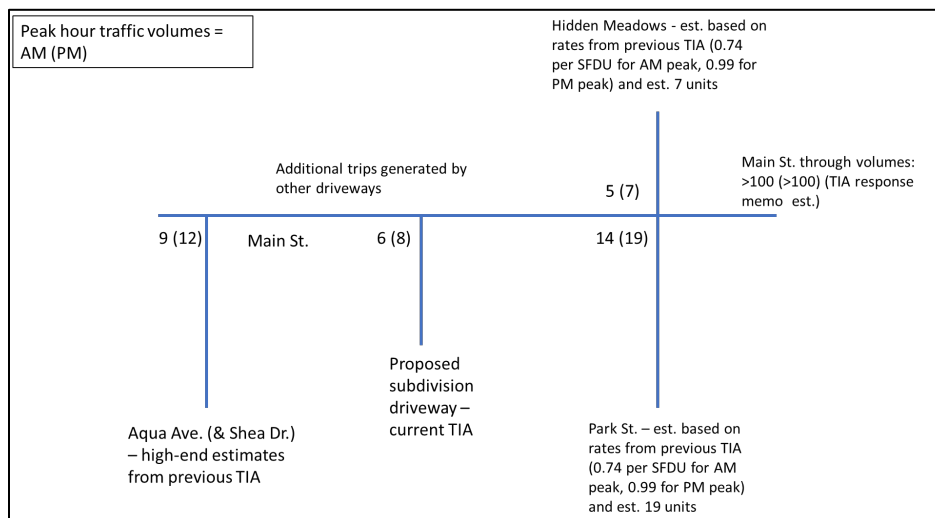 Peak hour traffic volumes =
AM (PM)
Hidden Meadows - est. based on
rates from previous TIA (0.74
per SFDU for AM peak, 0.99 for
PM peak) and est. 7 units
Additional trips generated by
other driveways
Main St. through volumes:
>100 (>100) (TIA response
memo est.)
5 (7)
9 (12)
Main St.
6 (8)
14 (19)
Proposed
subdivision
driveway –
current TIA
Aqua Ave. (& Shea Dr.)
– high-end estimates
from previous TIA
Park St. – est. based on
rates from previous TIA
(0.74 per SFDU for AM
peak, 0.99 for PM peak)
and est. 19 units